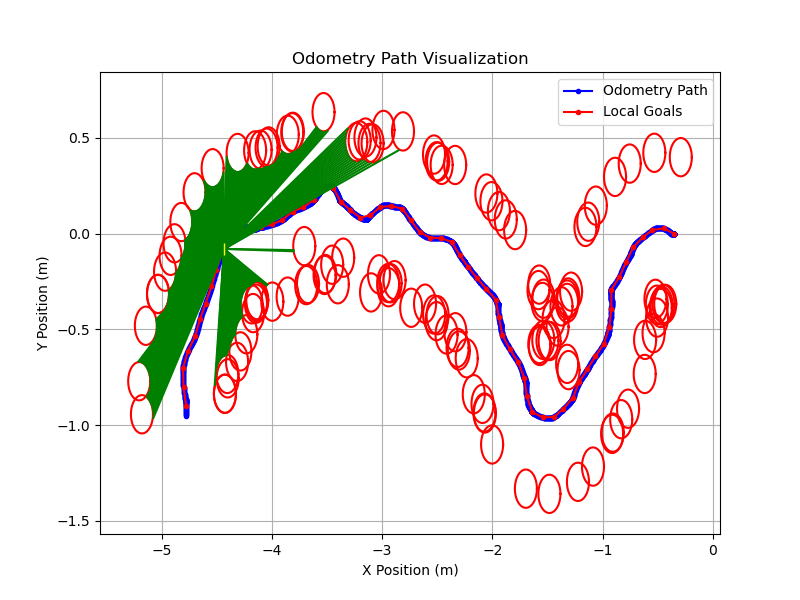 Odometry Path Visualization
Odometry Path
Local Goals
0.5
0.0
−0.5
−1.0
−1.5
Y Position (m)
−5
−4
−3
−2
−1
0
X Position (m)